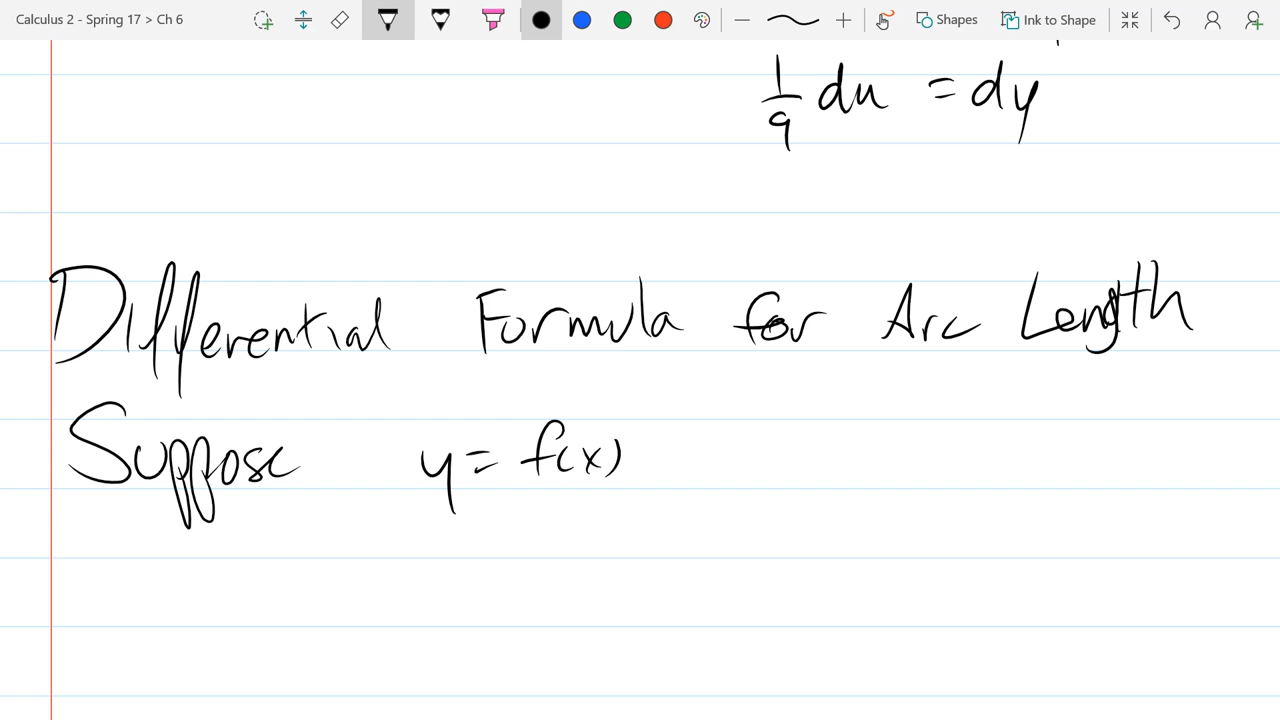 Calculus 2 - Spring 17 > Ch 6 Shapes Ink to Shape
1/9 du = dy
Differential Formula for Arc Length
Suppose y = f(x)